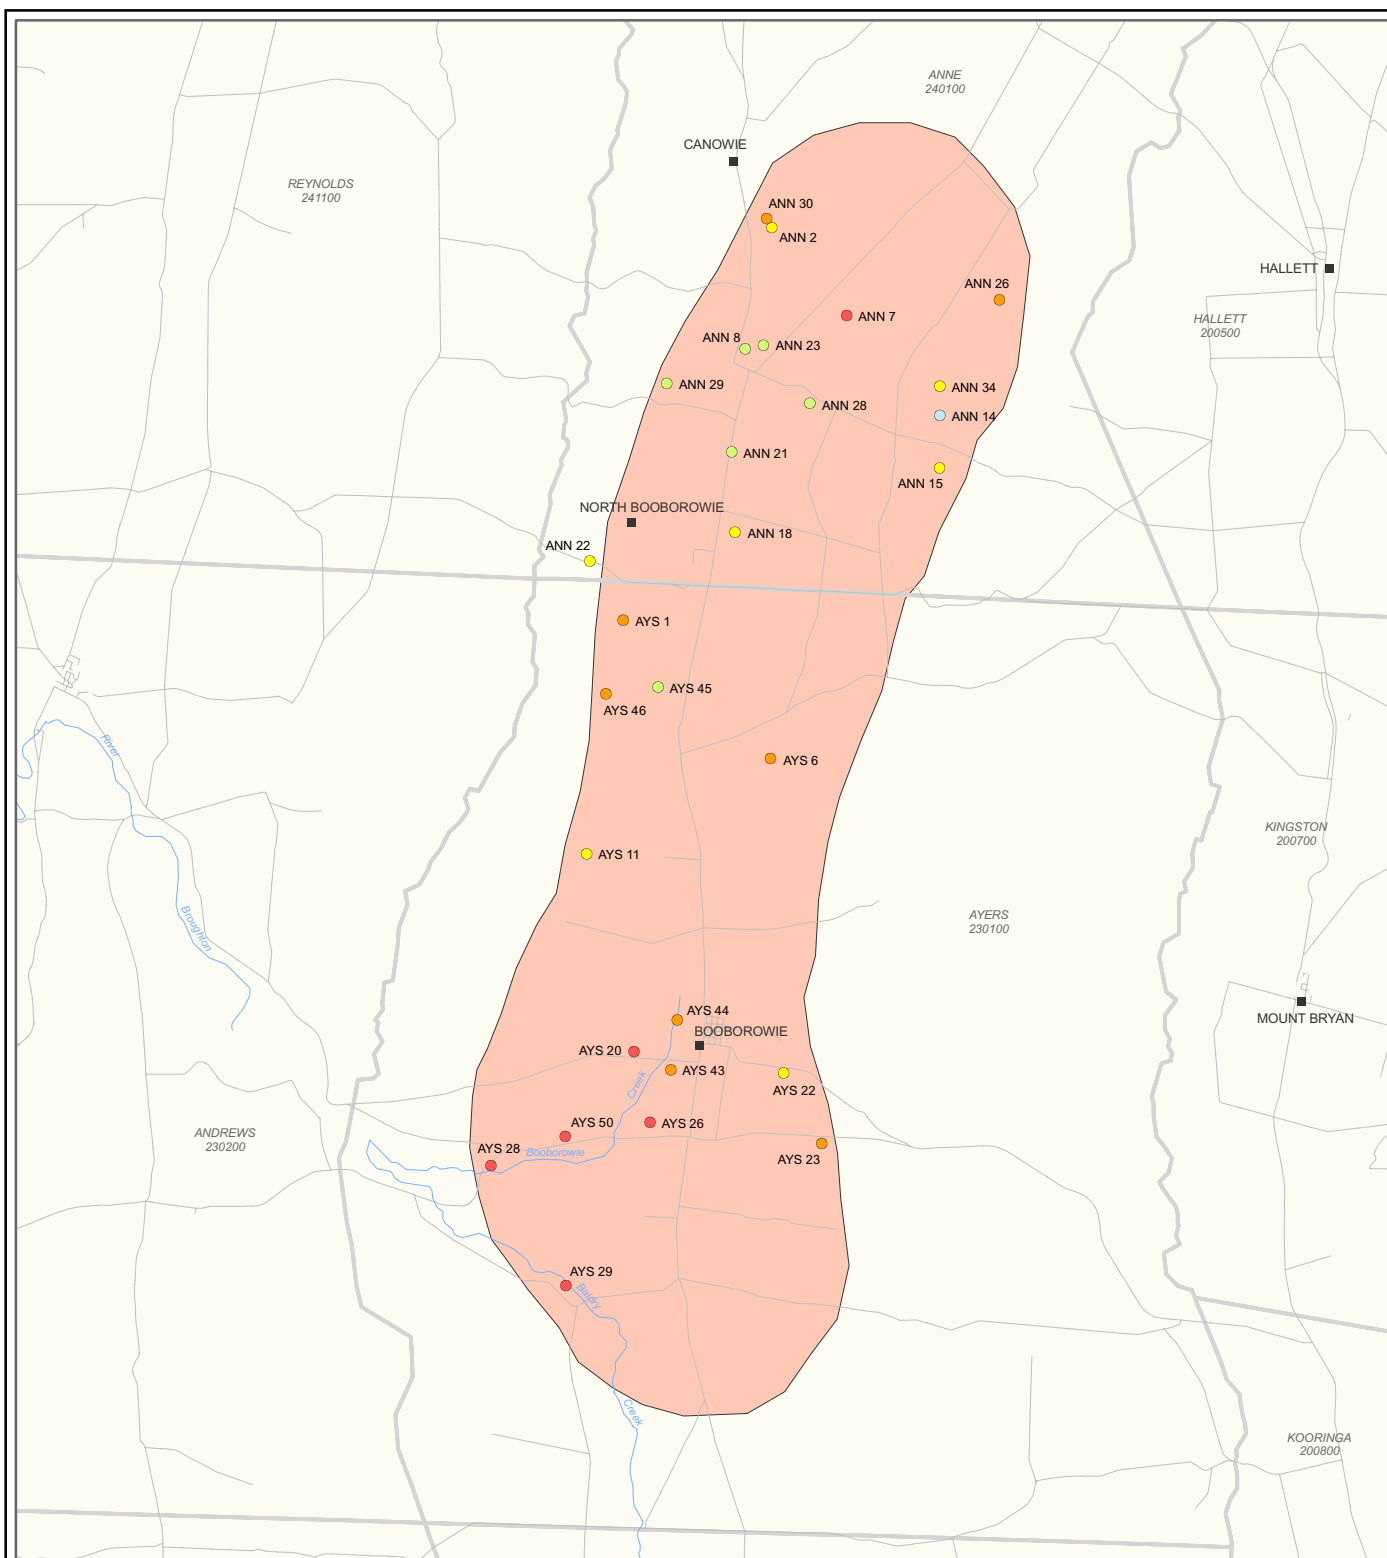 ANNE
240100
CANOWIE
REYNOLDS
241100
ANN 30
ANN 2
HALLETT
ANN 26
ANN 7
HALLETT
200500
ANN 8
ANN 23
ANN 29
ANN 34
ANN 28
ANN 14
ANN 21
ANN 15
NORTH BOOBOROWIE
ANN 18
ANN 22
AYS 1
AYS 45
AYS 46
River
AYS 6
KINGSTON
200700
AYS 11
AYERS
230100
Broughton
AYS 44
MOUNT BRYAN
BOOBOROWIE
AYS 20
AYS 43
Creek
AYS 22
AYS 50
AYS 26
ANDREWS
230200
AYS 28
Booborowie
AYS 23
AYS 29
Baldry
Creek
KOORINGA
200800